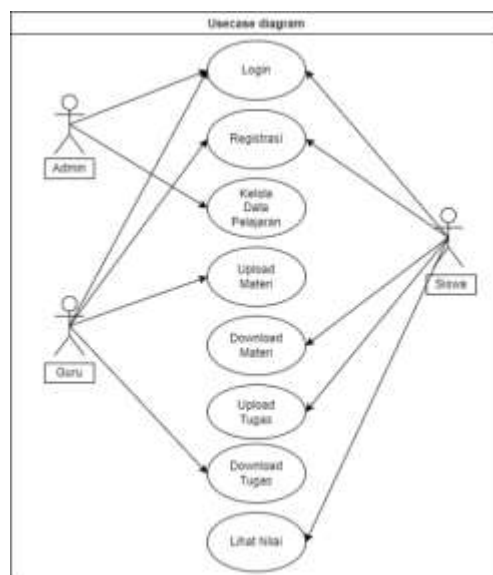 Usecase diagram
Login
Registrasi
Admin
Kelola
Data
Pelajaran
Siswa
Upload
Materi
Guru
Download
Materi
Upload
Tugas
Download
Tugas
Lihat Nilai